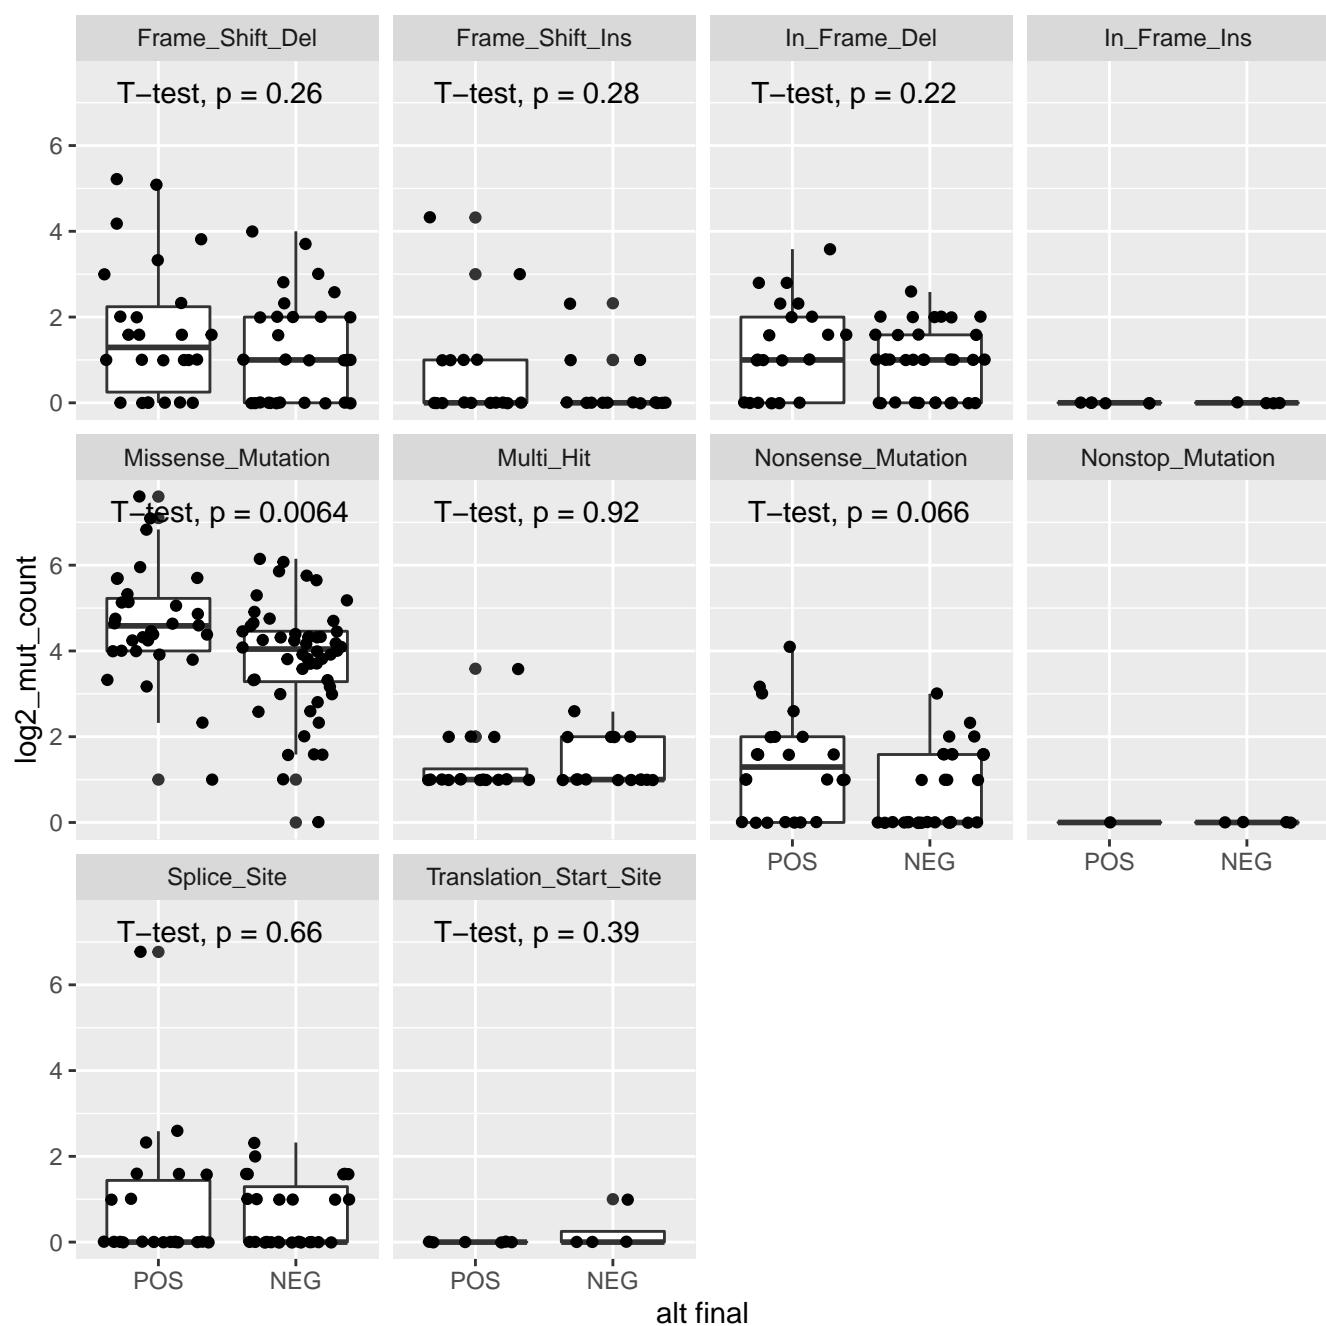 Frame_Shift_Del
Frame_Shift_Ins
In_Frame_Del
In_Frame_Ins
T−test, p = 0.26
T−test, p = 0.28
T−test, p = 0.22
6
4
2
0
Missense_Mutation
Multi_Hit
Nonsense_Mutation
Nonstop_Mutation
T−test, p = 0.0064
T−test, p = 0.92
T−test, p = 0.066
6
4
2
0
log2_mut_count
POS
NEG
POS
NEG
Splice_Site
Translation_Start_Site
T−test, p = 0.66
T−test, p = 0.39
6
4
2
0
POS
NEG
POS
NEG
alt final